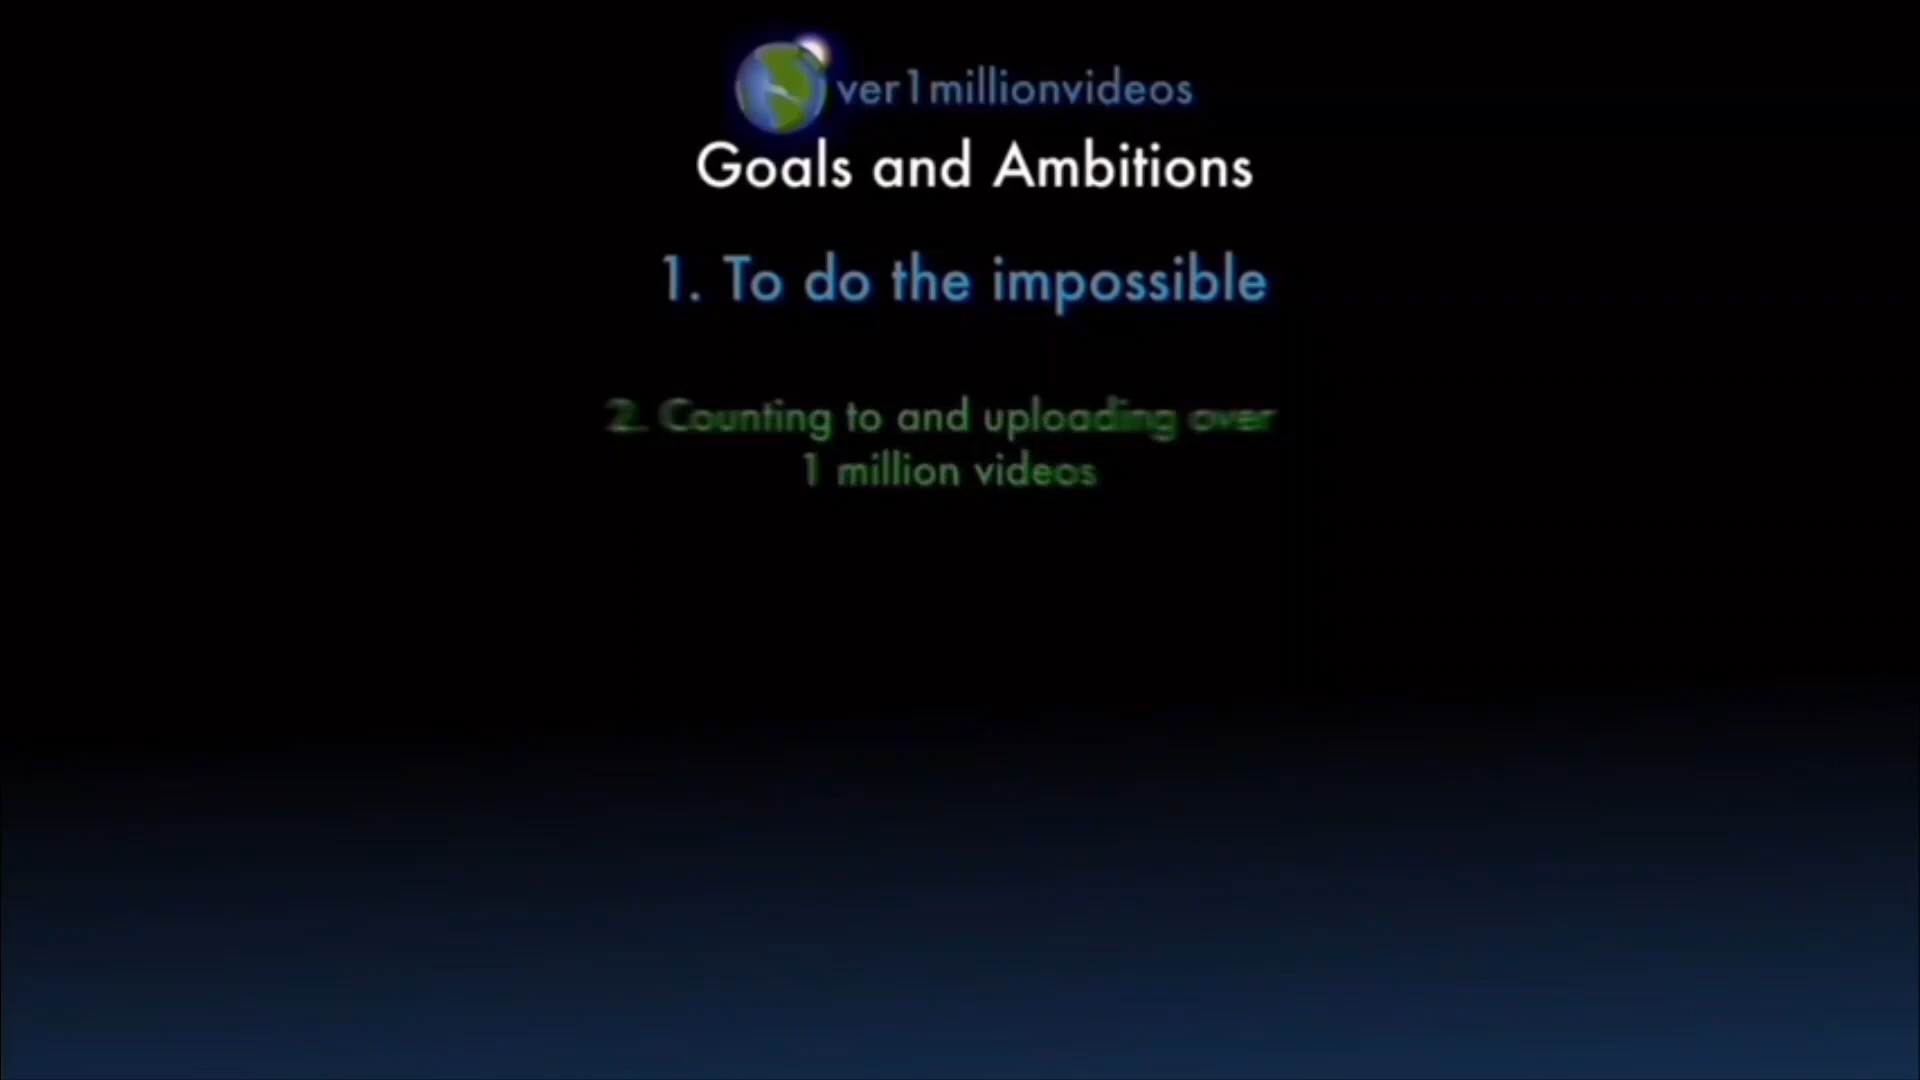 ver1millionvideos
Goals and Ambitions
1. To do the impossible
2. Counting to and uploading over
1 million videos